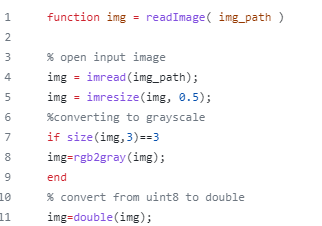 1 function img = readImage( img_path )
2
3 % open input image
4 img = imread(img_path);
5 img = imresize(img, 0.5);
6 %converting to grayscale
7 if size(img,3)==3
8 img=rgb2gray(img);
9 end
10 % convert from uint8 to double
11 img=double(img);